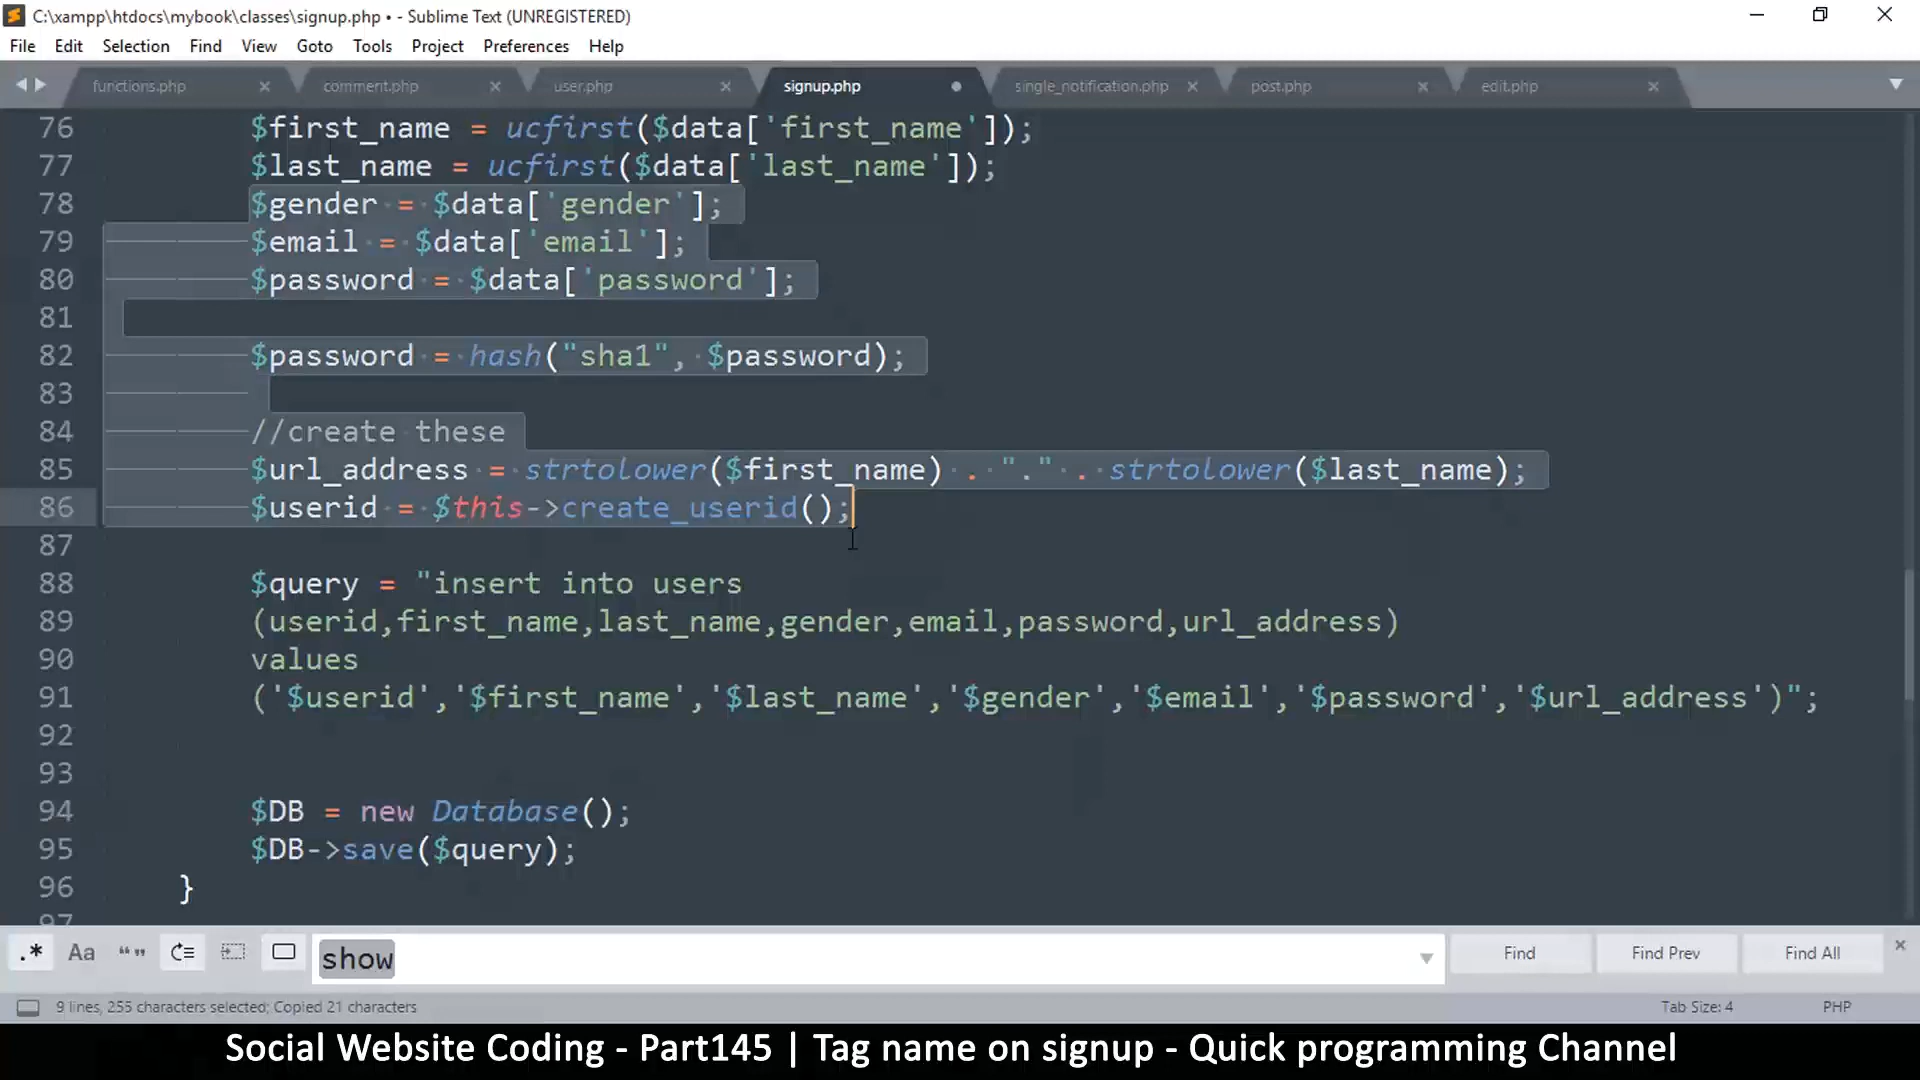 C:\xampp\htdocs\mybook\classes\signup.php • - Sublime Text (UNREGISTERED)
File Edit Selection Find View Goto Tools Project Preferences Help
functions.php comment.php user.php signup.php single_notification.php post.php edit.php
76 $first_name = ucfirst($data['first_name']);
77 $last_name = ucfirst($data['last_name']);
78 $gender = $data['gender'];
79 $email = $data['email'];
80 $password = $data['password'];
81
82 $password = hash("sha1", $password);
83
84 //create these
85 $url_address = strtolower($first_name) . "." . strtolower($last_name);
86 $userid = $this->create_userid();
87
88 $query = "insert into users
89 (userid,first_name,last_name,gender,email,password,url_address)
90 values
91 ('$userid','$first_name','$last_name','$gender','$email','$password','$url_address')";
92
93
94 $DB = new Database();
95 $DB->save($query);
96 }
97
.* Aa “” show Find Find Prev Find All
9 lines, 255 characters selected; Copied 21 characters Tab Size: 4 PHP
Social Website Coding - Part145 | Tag name on signup - Quick programming Channel